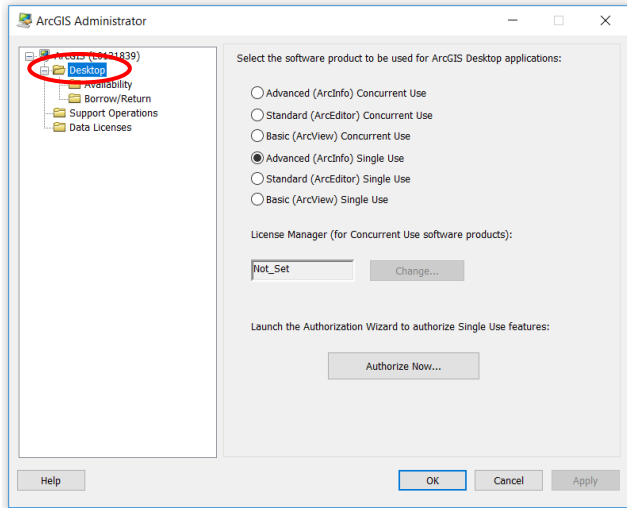 ArcGIS Administrator
ArcGIS (L0131839)
Desktop
Availability
Borrow/Return
Support Operations
Data Licenses
Select the software product to be used for ArcGIS Desktop applications:
Advanced (ArcInfo) Concurrent Use
Standard (ArcEditor) Concurrent Use
Basic (ArcView) Concurrent Use
Advanced (ArcInfo) Single Use
Standard (ArcEditor) Single Use
Basic (ArcView) Single Use
License Manager (for Concurrent Use software products):
Not_Set Change...
Launch the Authorization Wizard to authorize Single Use features:
Authorize Now...
Help OK Cancel Apply